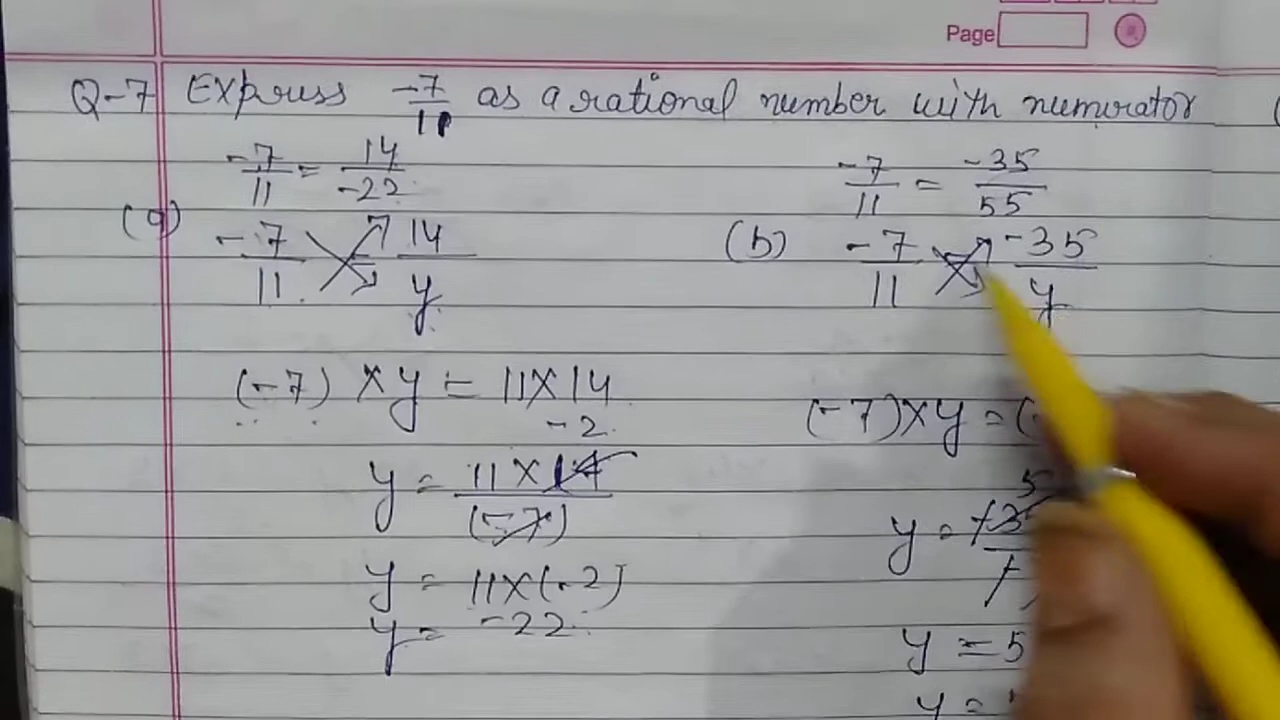 Page
Q-7 Express -7/11 as a rational number with numerator
-7/11 = 14/-22
(a) -7/11 = 14/y
(-7) × y = 11×14
-2
y = 11×14/(-7)
y = 11×(-2)
y = -22
-7/11 = -35/55
(b) -7/11 = -35/y
(-7)×y = (
5
y =
y = 5
y =